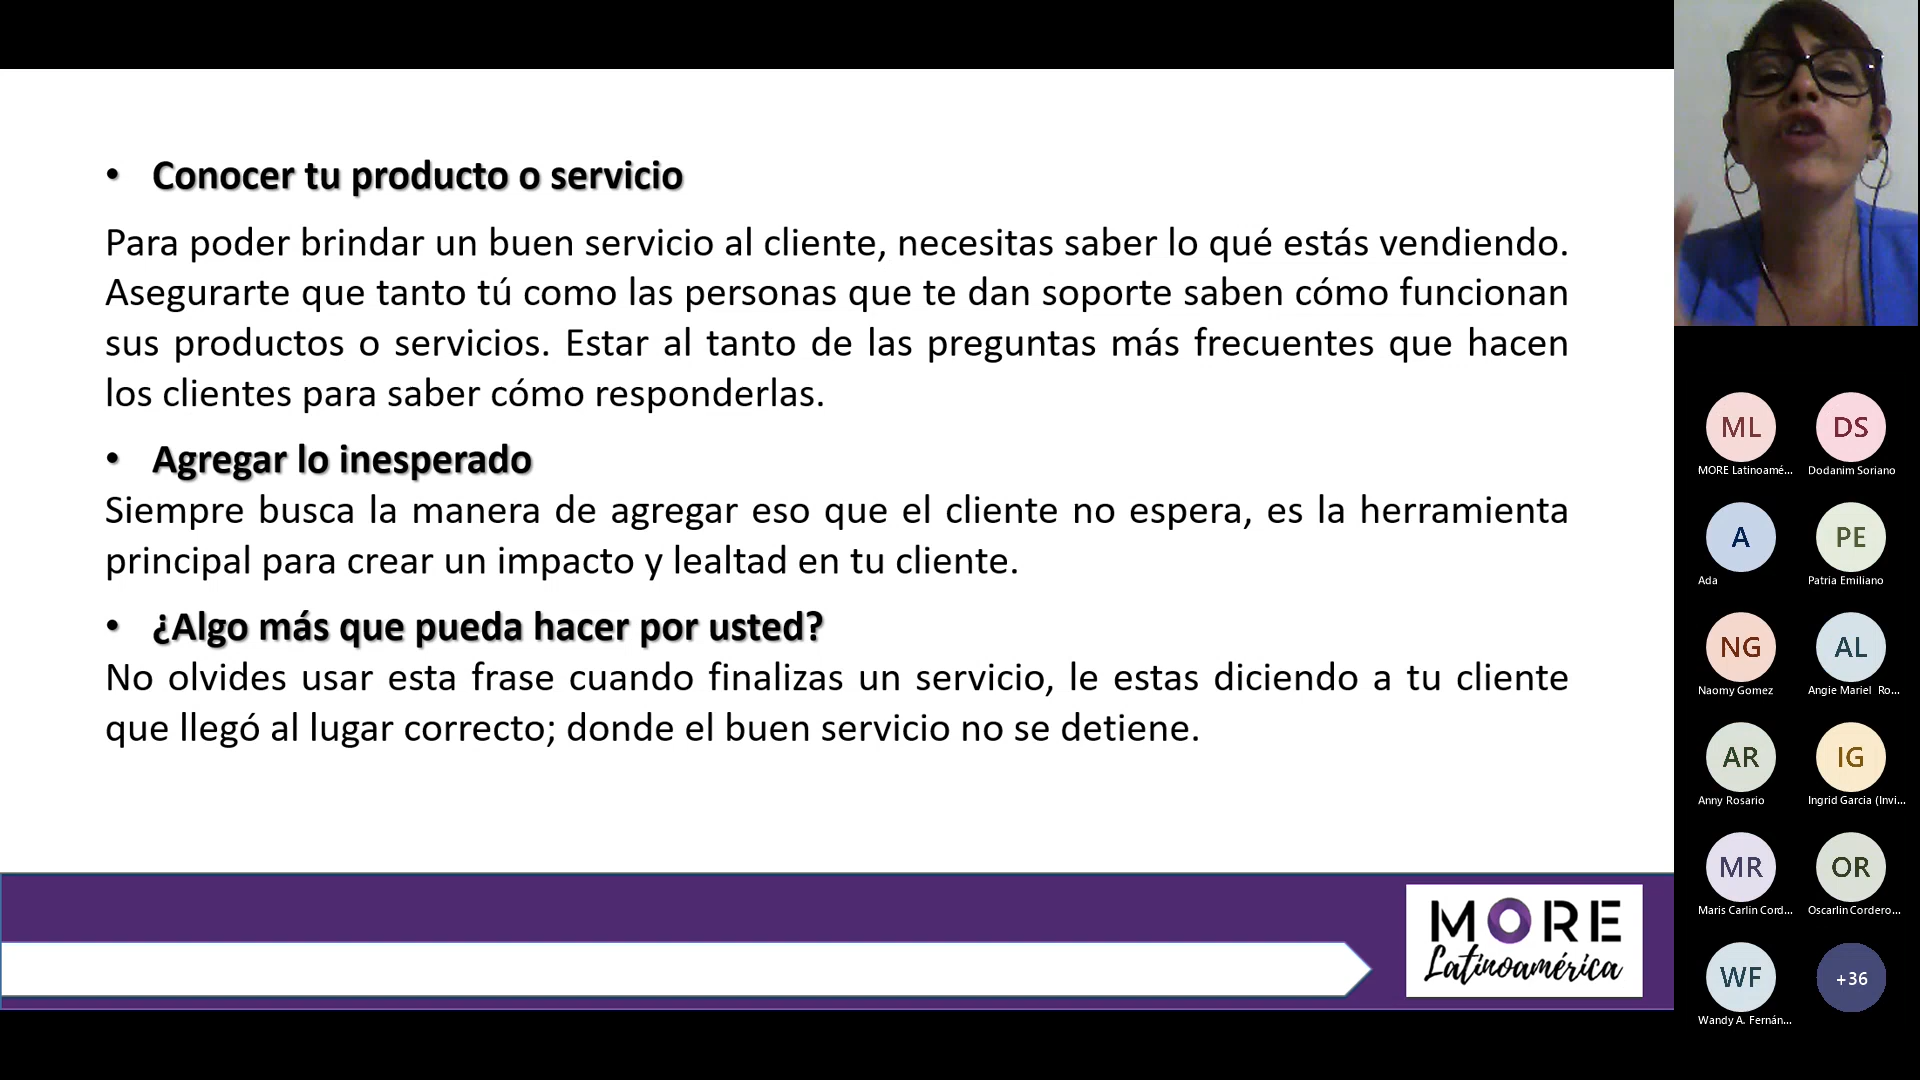 • Conocer tu producto o servicio
Para poder brindar un buen servicio al cliente, necesitas saber lo qué estás vendiendo.
Asegurarte que tanto tú como las personas que te dan soporte saben cómo funcionan
sus productos o servicios. Estar al tanto de las preguntas más frecuentes que hacen
los clientes para saber cómo responderlas.
• Agregar lo inesperado
Siempre busca la manera de agregar eso que el cliente no espera, es la herramienta
principal para crear un impacto y lealtad en tu cliente.
• ¿Algo más que pueda hacer por usted?
No olvides usar esta frase cuando finalizas un servicio, le estas diciendo a tu cliente
que llegó al lugar correcto; donde el buen servicio no se detiene.
MORE
Latinoamérica
ML DS
MORE Latinoamé... Dodanim Soriano
A PE
Ada Patria Emiliano
NG AL
Naomy Gomez Angie Mariel Ro...
AR IG
Anny Rosario Ingrid Garcia (Invi...
MR OR
Maris Carlin Cord... Oscarlin Cordero...
WF +36
Wandy A. Fernán...